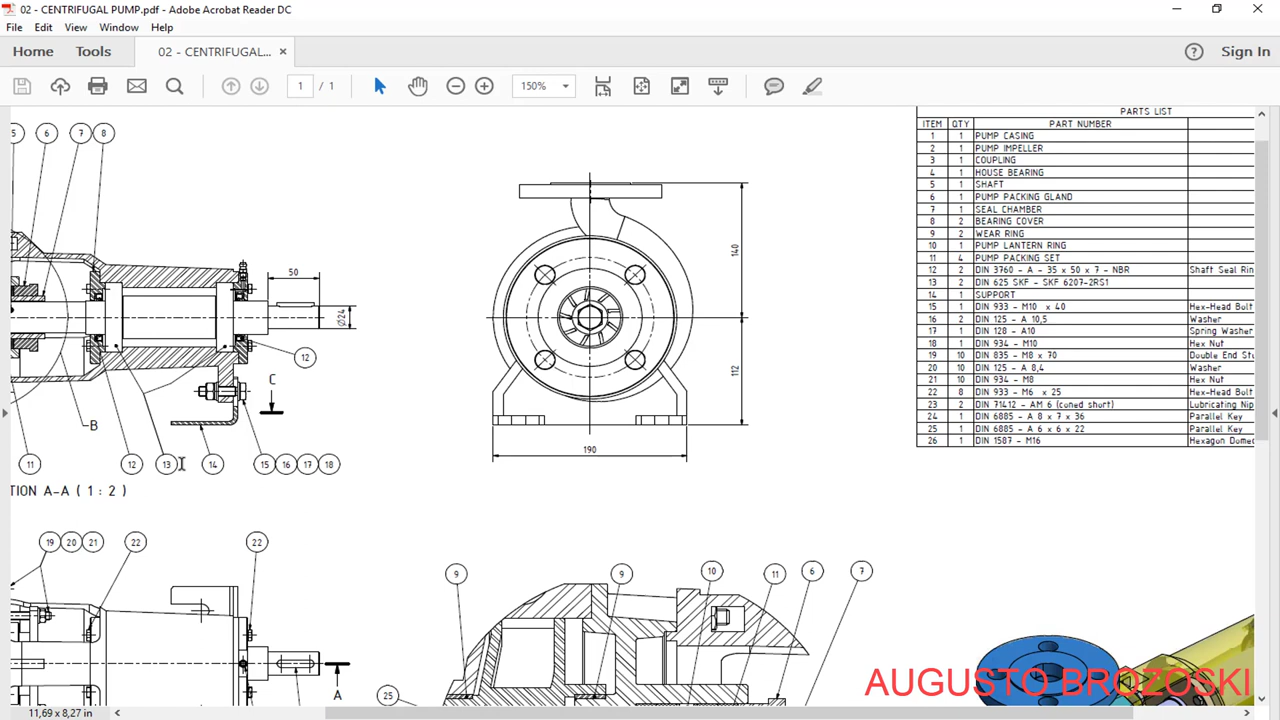 02 - CENTRIFUGAL PUMP.pdf - Adobe Acrobat Reader DC
File Edit View Window Help
Home Tools 02 - CENTRIFUGAL... × ? Sign In
1 / 1 150%
5 6 7 8
50
Ø24
12
C
B
11 12 13 14 15 16 17 18
TION A-A ( 1 : 2 )
140
112
190
PARTS LIST
ITEM QTY PART NUMBER
1 1 PUMP CASING
2 1 PUMP IMPELLER
3 1 COUPLING
4 1 HOUSE BEARING
5 1 SHAFT
6 1 PUMP PACKING GLAND
7 1 SEAL CHAMBER
8 2 BEARING COVER
9 2 WEAR RING
10 1 PUMP LANTERN RING
11 4 PUMP PACKING SET
12 2 DIN 3760 - A - 35 x 50 x 7 - NBR Shaft Seal Rin
13 2 DIN 625 SKF - SKF 6207-2RS1
14 1 SUPPORT
15 1 DIN 933 - M10 x 40 Hex-Head Bolt
16 2 DIN 125 - A 10,5 Washer
17 1 DIN 128 - A10 Spring Washer
18 1 DIN 934 - M10 Hex Nut
19 10 DIN 835 - M8 x 70 Double End Stu
20 10 DIN 125 - A 8,4 Washer
21 10 DIN 934 - M8 Hex Nut
22 8 DIN 933 - M6 x 25 Hex-Head Bolt
23 2 DIN 71412 - AM 6 (coned short) Lubricating Nip
24 1 DIN 6885 - A 8 x 7 x 36 Parallel Key
25 1 DIN 6885 - A 6 x 6 x 22 Parallel Key
26 1 DIN 1587 - M16 Hexagon Domed
19 20 21 22 22
A
9 9 10 11 6 7
25
AUGUSTO BROZOSKI
11,69 x 8,27 in